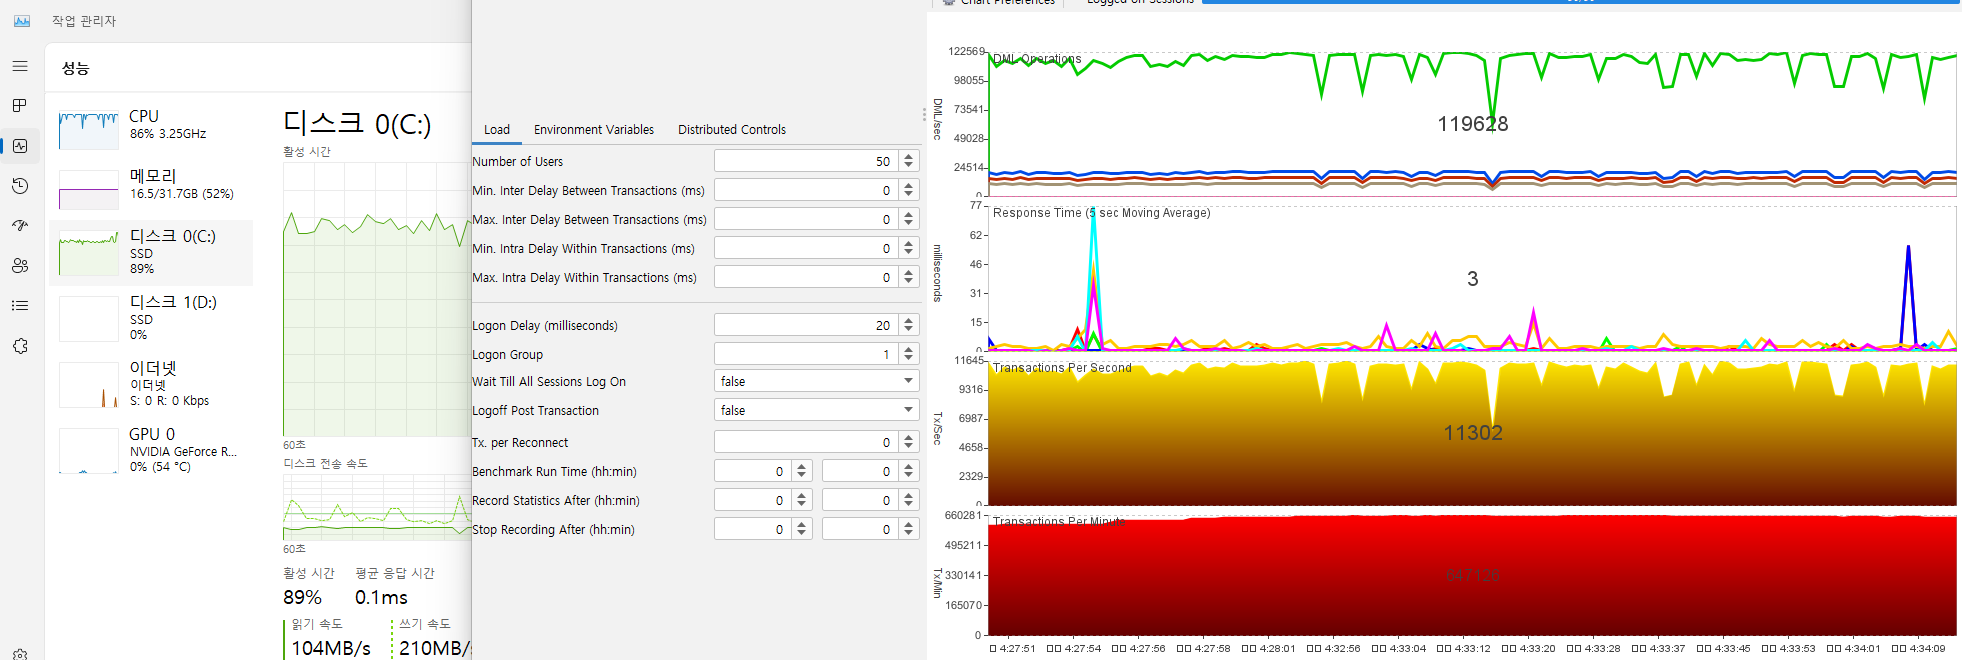 작업 관리자
성능
CPU
86% 3.25GHz
메모리
16.5/31.7GB (52%)
디스크 0(C:)
SSD
89%
디스크 1(D:)
SSD
0%
이더넷
이더넷
S: 0 R: 0 Kbps
GPU 0
NVIDIA GeForce R...
0% (54 °C)
디스크 0(C:)
활성 시간
60초
디스크 전송 속도
60초
활성 시간 평균 응답 시간
89% 0.1ms
읽기 속도 쓰기 속도
104MB/s 210MB/
Load Environment Variables Distributed Controls
Number of Users 50
Min. Inter Delay Between Transactions (ms) 0
Max. Inter Delay Between Transactions (ms) 0
Min. Intra Delay Within Transactions (ms) 0
Max. Intra Delay Within Transactions (ms) 0
Logon Delay (milliseconds) 20
Logon Group 1
Wait Till All Sessions Log On false
Logoff Post Transaction false
Tx. per Reconnect 0
Benchmark Run Time (hh:min) 0 0
Record Statistics After (hh:min) 0 0
Stop Recording After (hh:min) 0 0
Chart Preferences Logged on Sessions
DML Operations
DML/sec
122569
98055
73541
49028
24514
0
119628
Response Time (5 sec Moving Average)
milliseconds
77
62
46
31
15
0
3
Transactions Per Second
Tx/Sec
11645
9316
6987
4658
2329
0
11302
Transactions Per Minute
Tx/Min
660281
495211
330141
165070
0
4:27:51 4:27:54 4:27:56 4:27:58 4:28:01 4:32:56 4:33:04 4:33:12 4:33:20 4:33:28 4:33:37 4:33:45 4:33:53 4:34:01 4:34:09